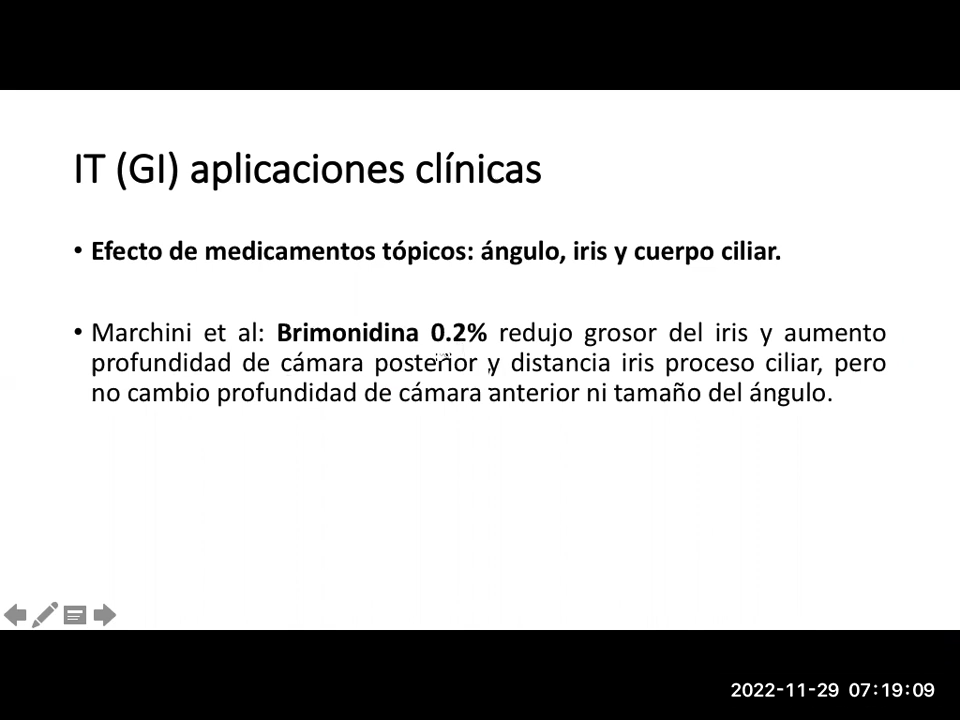 IT (GI) aplicaciones clínicas
• Efecto de medicamentos tópicos: ángulo, iris y cuerpo ciliar.
• Marchini et al: Brimonidina 0.2% redujo grosor del iris y aumento
profundidad de cámara posterior y distancia iris proceso ciliar, pero
no cambio profundidad de cámara anterior ni tamaño del ángulo.
2022-11-29 07:19:09